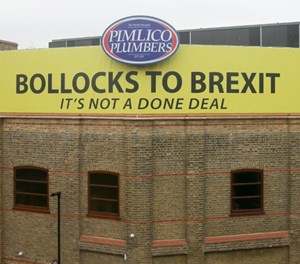 PIMLICO
PLUMBERS
BOLLOCKS TO BREXIT
IT'S NOT A DONE DEAL